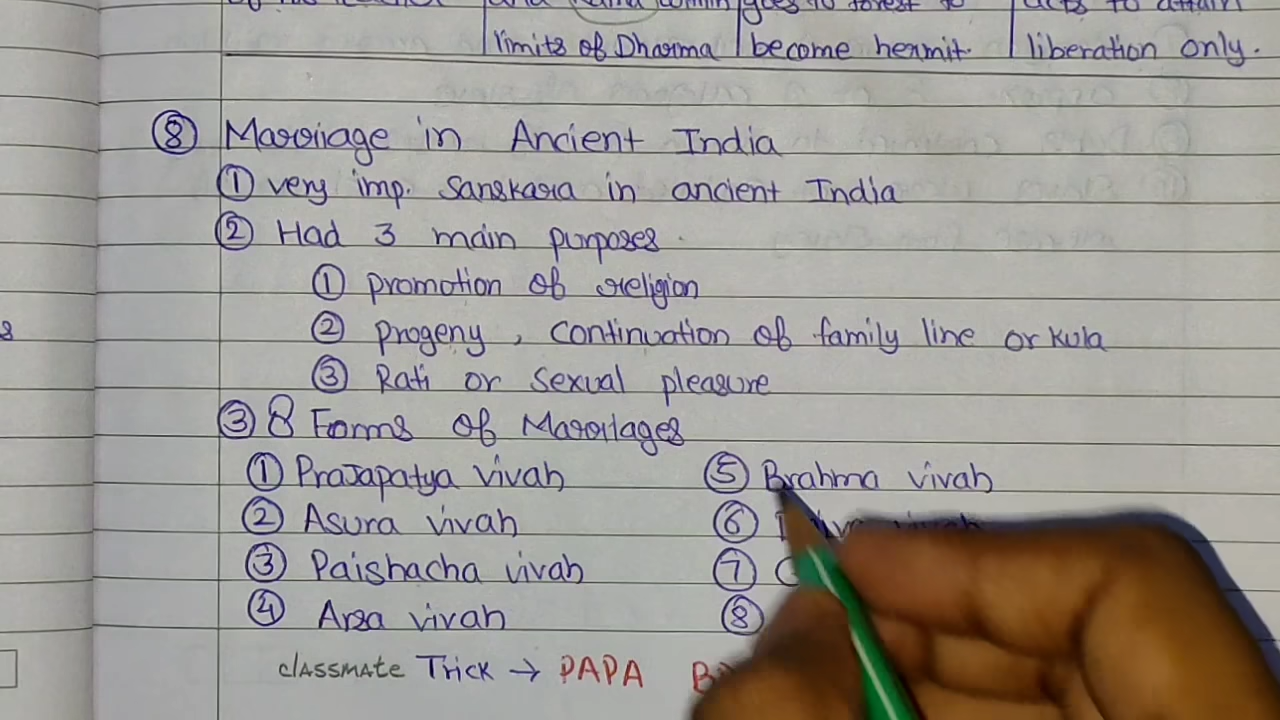 limits of Dharma become hermit. liberation only.
⑧ Marriage in Ancient India
① very imp. Sanskara in ancient India
② Had 3 main purposes.
① promotion of religion
② progeny, continuation of family line or kula
③ Rati or sexual pleasure
③ 8 Forms of Marriages
① Prajapatya vivah ⑤ Brahma vivah
② Asura vivah ⑥ vivah
③ Paishacha vivah ⑦
④ Arsa vivah ⑧
classmate Trick → PAPA